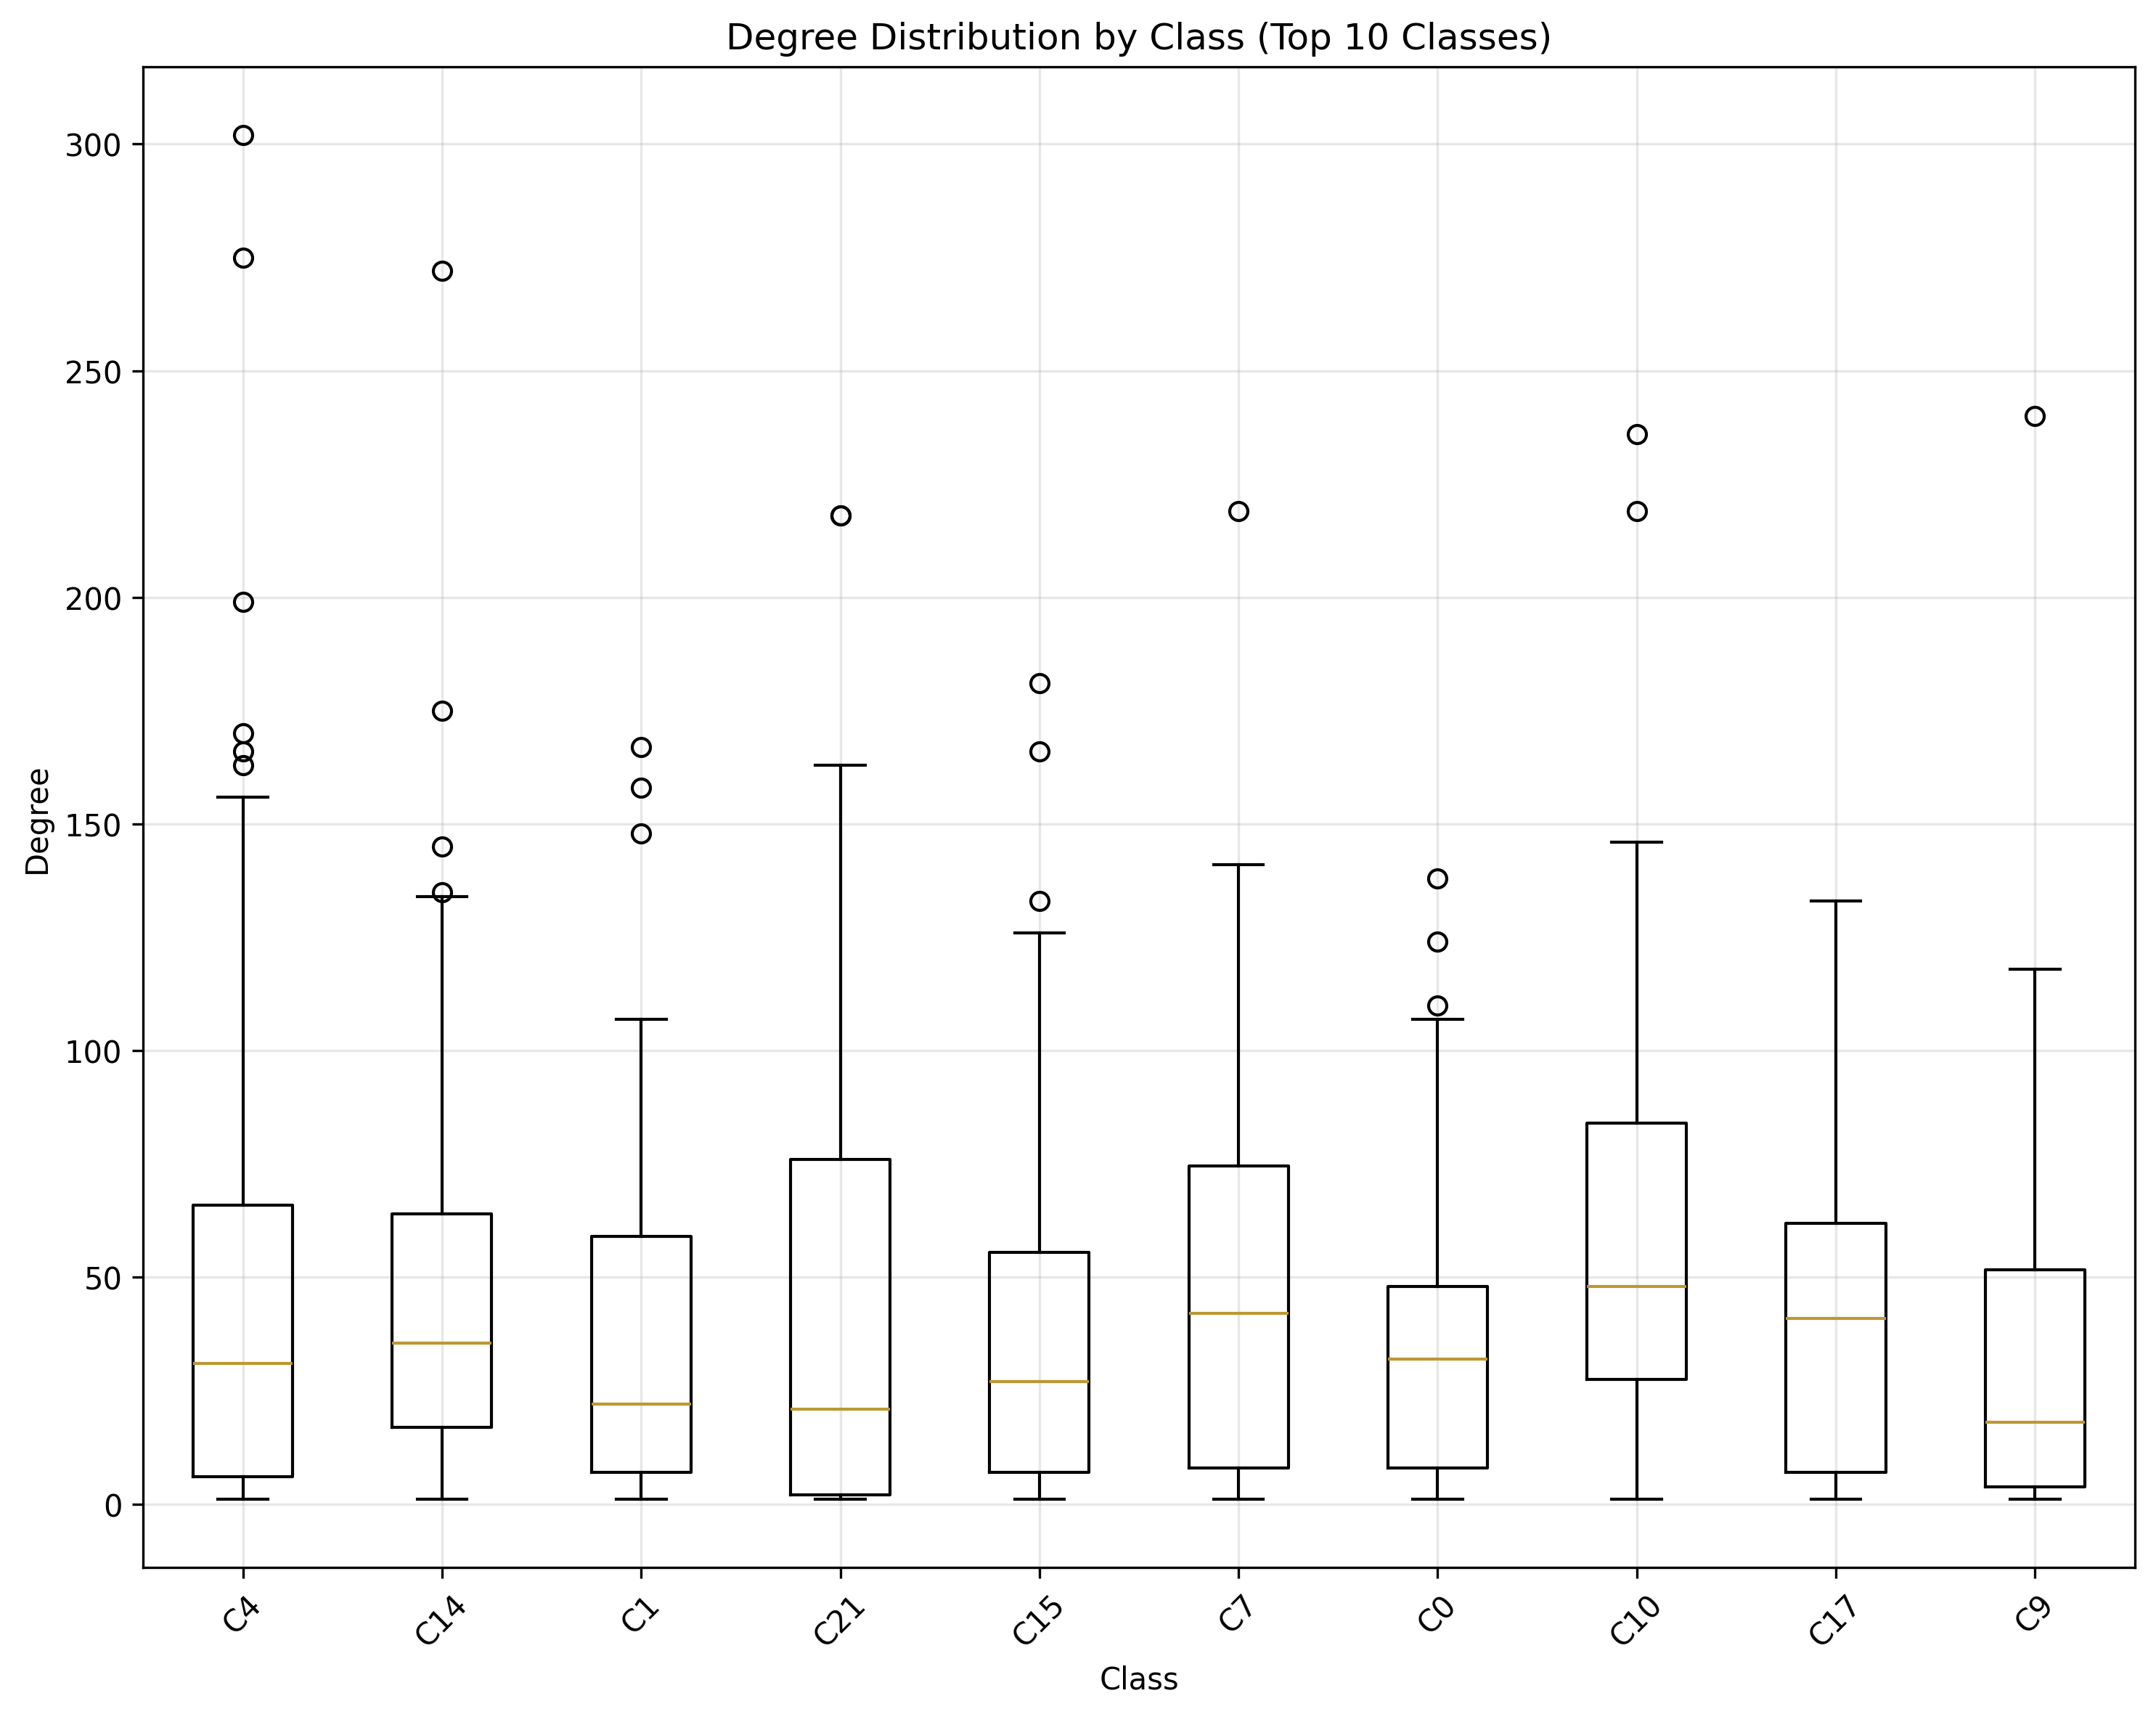 Degree Distribution by Class (Top 10 Classes)
300
250
200
150
100
50
0
Degree
C4
C14
C1
C21
C15
C7
C0
C10
C17
C9
Class